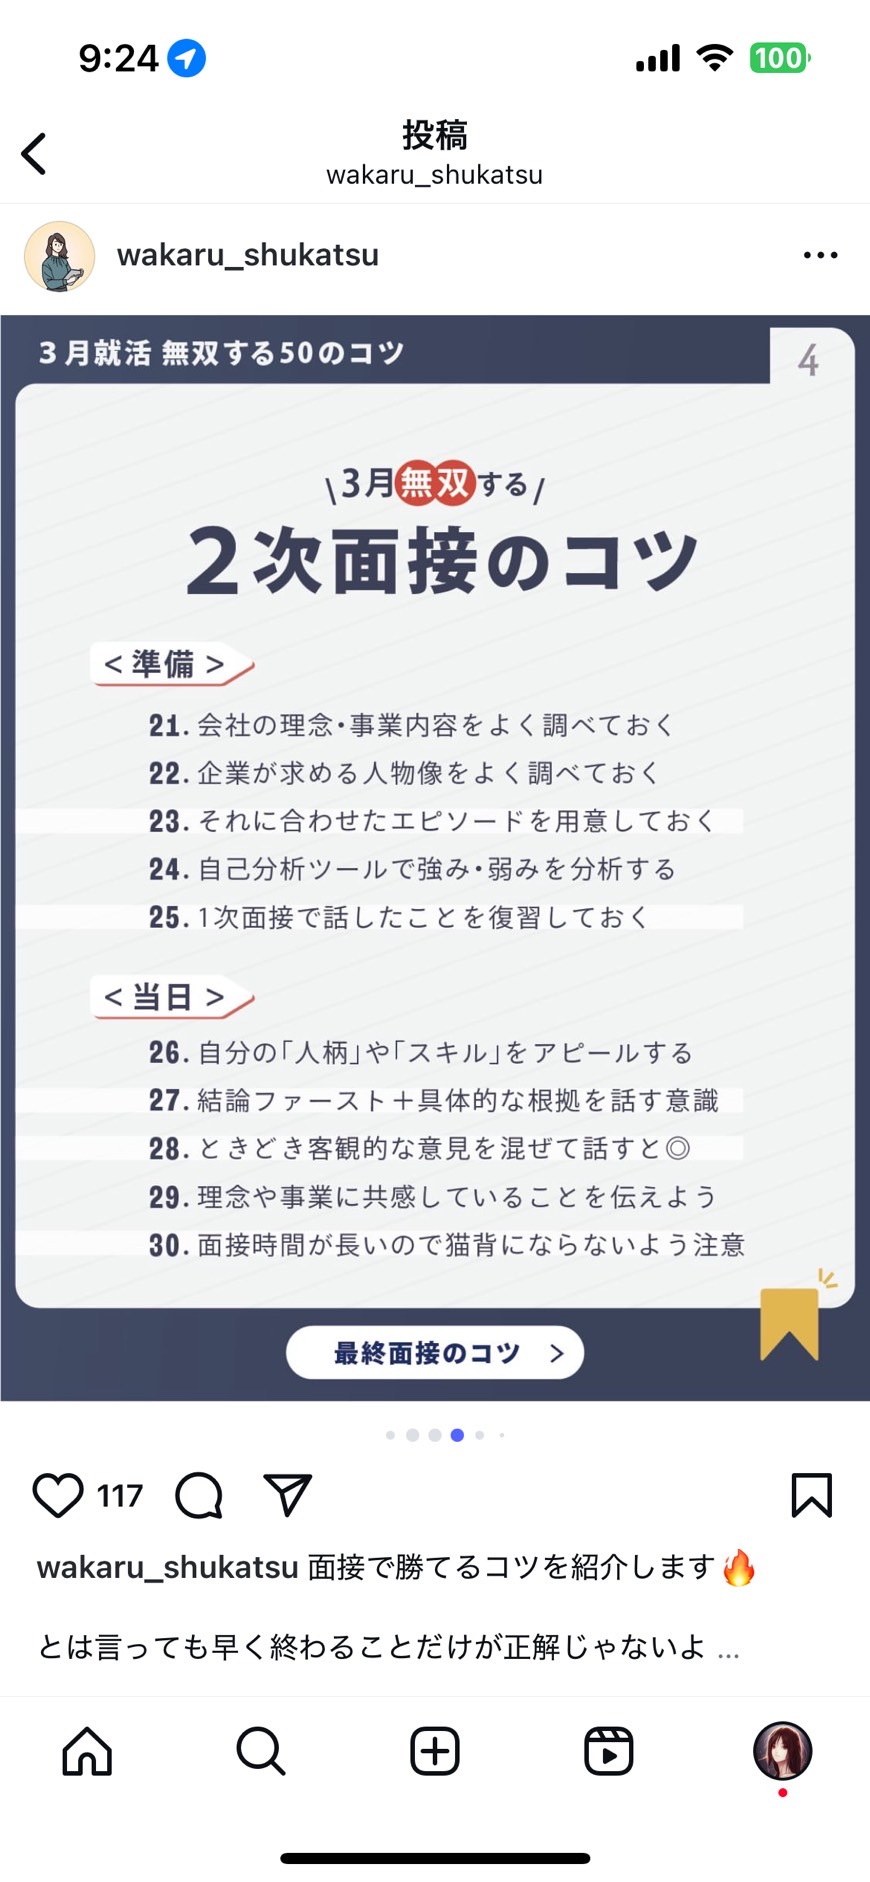 9:24
100
投稿
wakaru_shukatsu
wakaru_shukatsu
3月就活 無双する50のコツ
4
\3月無双する/
2次面接のコツ
<準備>
21. 会社の理念・事業内容をよく調べておく
22. 企業が求める人物像をよく調べておく
23. それに合わせたエピソードを用意しておく
24. 自己分析ツールで強み・弱みを分析する
25. 1次面接で話したことを復習しておく
<当日>
26. 自分の「人柄」や「スキル」をアピールする
27. 結論ファースト＋具体的な根拠を話す意識
28. ときどき客観的な意見を混ぜて話すと◎
29. 理念や事業に共感していることを伝えよう
30. 面接時間が長いので猫背にならないよう注意
最終面接のコツ >
117
wakaru_shukatsu 面接で勝てるコツを紹介します🔥
とは言っても早く終わることだけが正解じゃないよ ...